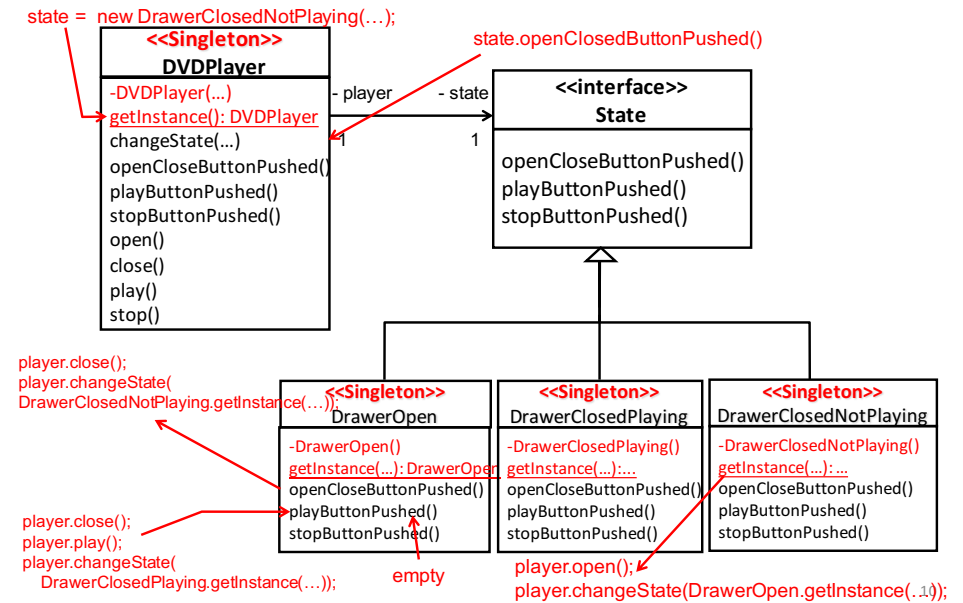 state =  new DrawerClosedNotPlaying(…);
<<Singleton>>
DVDPlayer
-DVDPlayer(…)
getInstance(): DVDPlayer
changeState(…)
openCloseButtonPushed()
playButtonPushed()
stopButtonPushed()
open()
close()
play()
stop()
state.openClosedButtonPushed()
- player
- state
1
1
<<interface>>
State
openCloseButtonPushed()
playButtonPushed()
stopButtonPushed()
player.close();
player.changeState(
DrawerClosedNotPlaying.getInstance(…));
<<Singleton>>
DrawerOpen
-DrawerOpen()
getInstance(…): DrawerOpen
openCloseButtonPushed()
playButtonPushed()
stopButtonPushed()
<<Singleton>>
DrawerClosedPlaying
-DrawerClosedPlaying()
getInstance(…):…
openCloseButtonPushed()
playButtonPushed()
stopButtonPushed()
<<Singleton>>
DrawerClosedNotPlaying
-DrawerClosedNotPlaying()
getInstance(…): …
openCloseButtonPushed()
playButtonPushed()
stopButtonPushed()
player.close();
player.play();
player.changeState(
DrawerClosedPlaying.getInstance(…));
empty
player.open();
player.changeState(DrawerOpen.getInstance(…));